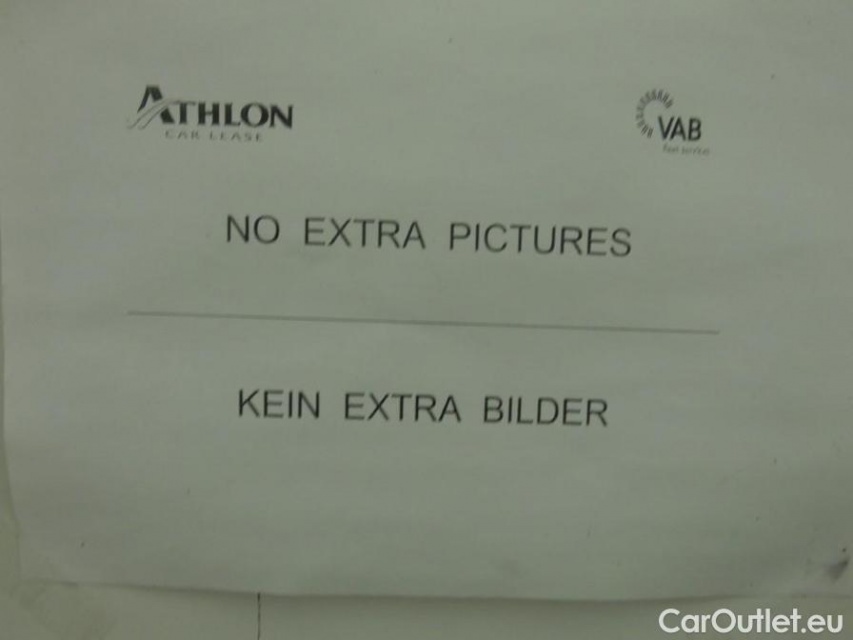 ATHLON
CAR LEASE
VAB
NO EXTRA PICTURES
KEIN EXTRA BILDER
CarOutlet.eu